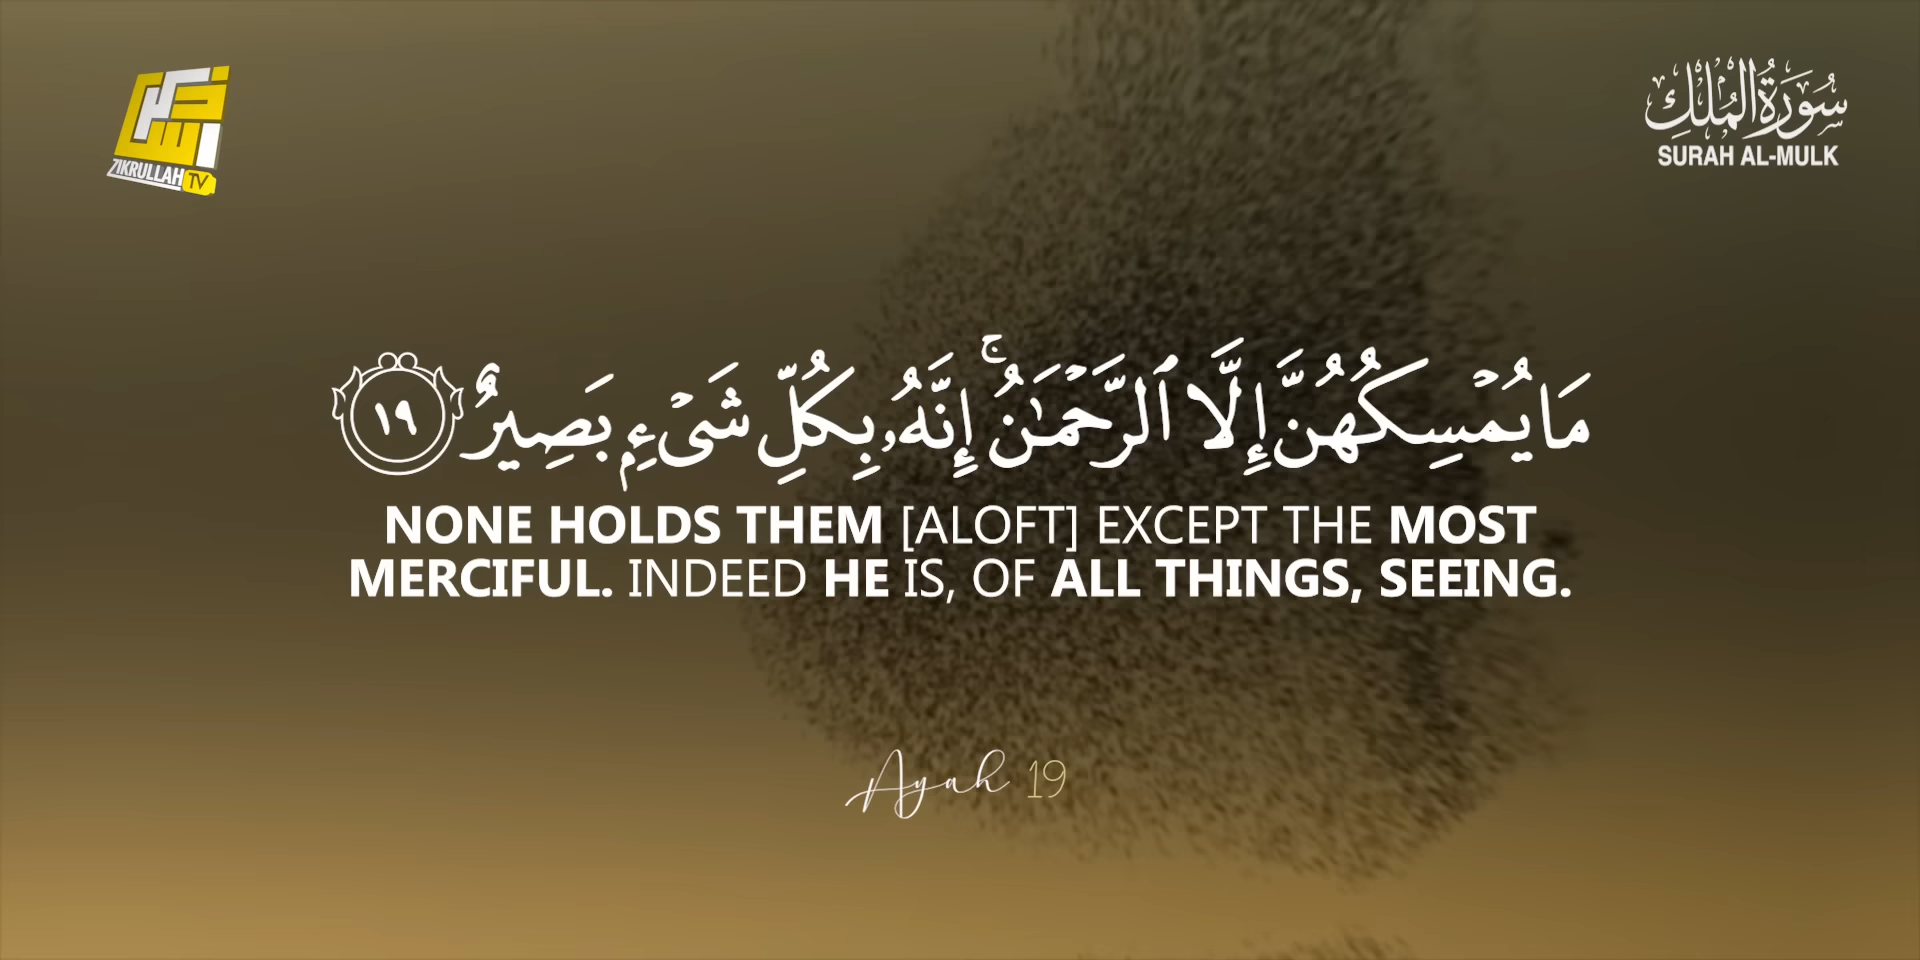 ZIKRULLAH TV
سُورَةُ المُلْكِ
SURAH AL-MULK
مَا يُمْسِكُهُنَّ إِلَّا ٱلرَّحْمَـٰنُ ۚ إِنَّهُۥ بِكُلِّ شَىْءٍۭ بَصِيرٌ ١٩
NONE HOLDS THEM [ALOFT] EXCEPT THE MOST
MERCIFUL. INDEED HE IS, OF ALL THINGS, SEEING.
Ayah 19